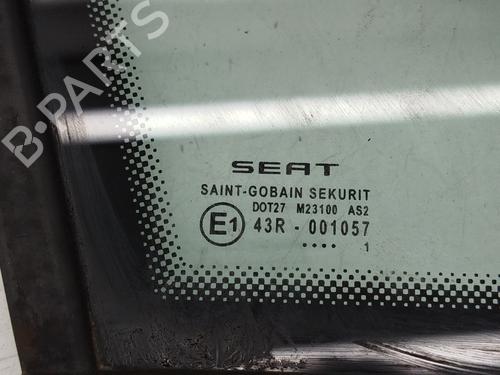 B-PARTS
SEAT
SAINT-GOBAIN SEKURIT
DOT27 M23100 AS2
E1 43R - 001057
.... 1